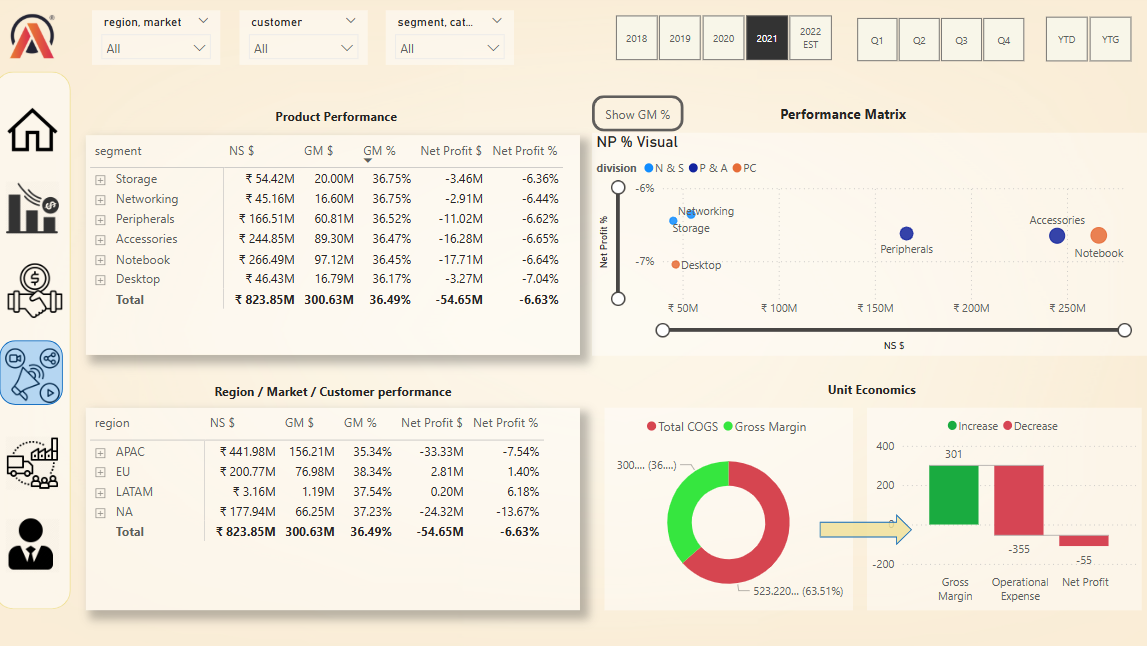 region, market
All
customer
All
segment, cat...
All
2018
2019
2020
2021
2022
EST
Q1
Q2
Q3
Q4
YTD
YTG
Product Performance
segment NS $ GM $ GM % Net Profit $ Net Profit %
Storage ₹ 54.42M 20.00M 36.75% -3.46M -6.36%
Networking ₹ 45.16M 16.60M 36.75% -2.91M -6.44%
Peripherals ₹ 166.51M 60.81M 36.52% -11.02M -6.62%
Accessories ₹ 244.85M 89.30M 36.47% -16.28M -6.65%
Notebook ₹ 266.49M 97.12M 36.45% -17.71M -6.64%
Desktop ₹ 46.43M 16.79M 36.17% -3.27M -7.04%
Total ₹ 823.85M 300.63M 36.49% -54.65M -6.63%
Show GM %
Performance Matrix
NP % Visual
division N & S P & A PC
-6%
Networking
Storage
Accessories
Peripherals
Notebook
-7%
Desktop
Net Profit %
₹ 50M ₹ 100M ₹ 150M ₹ 200M ₹ 250M
NS $
Region / Market / Customer performance
region NS $ GM $ GM % Net Profit $ Net Profit %
APAC ₹ 441.98M 156.21M 35.34% -33.33M -7.54%
EU ₹ 200.77M 76.98M 38.34% 2.81M 1.40%
LATAM ₹ 3.16M 1.19M 37.54% 0.20M 6.18%
NA ₹ 177.94M 66.25M 37.23% -24.32M -13.67%
Total ₹ 823.85M 300.63M 36.49% -54.65M -6.63%
Unit Economics
Total COGS Gross Margin
300.... (36....)
523.220... (63.51%)
Increase Decrease
400
301
200
0
-355
-55
-200
Gross
Margin
Operational
Expense
Net Profit